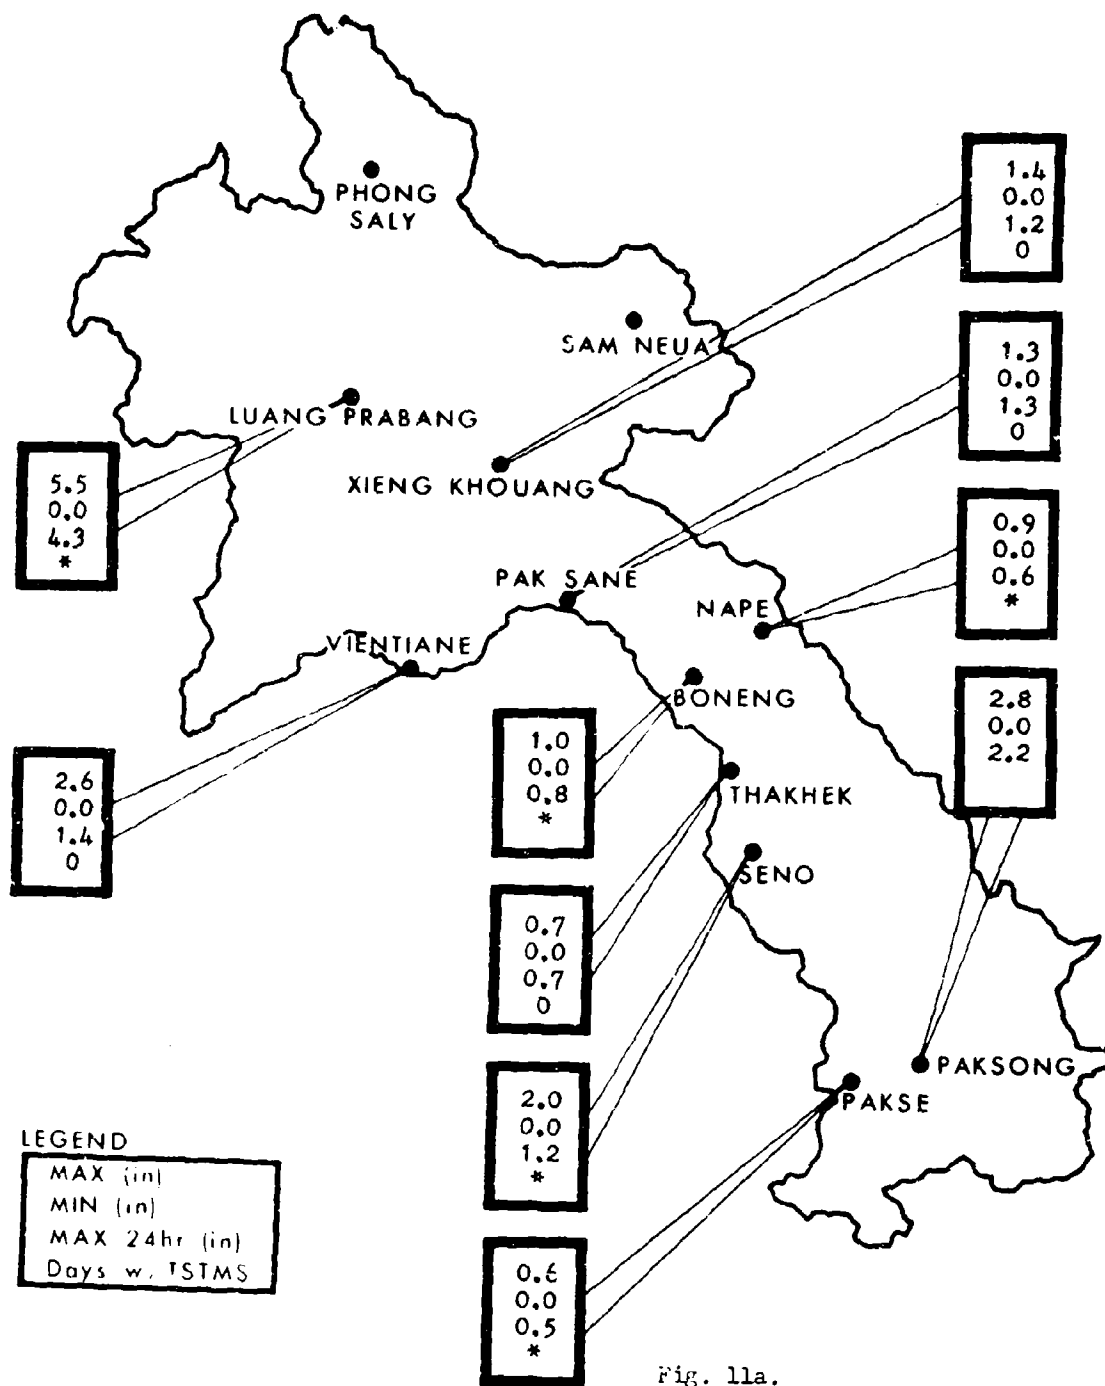 PHONG
SALY
SAM NEUA
LUANG PRABANG
XIENG KHOUANG
PAK SANE
NAPE
VIENTIANE
BONENG
THAKHEK
SENO
PAKSONG
PAKSE
1.4
0.0
1.2
0
1.3
0.0
1.3
0
5.5
0.0
4.3
*
0.9
0.0
0.6
*
2.8
0.0
2.2
1.0
0.0
0.8
*
2.6
0.0
1.4
0
0.7
0.0
0.7
0
2.0
0.0
1.2
*
0.6
0.0
0.5
*
LEGEND
MAX (in)
MIN (in)
MAX 24hr (in)
Days w. TSTMS
Fig. 11a.